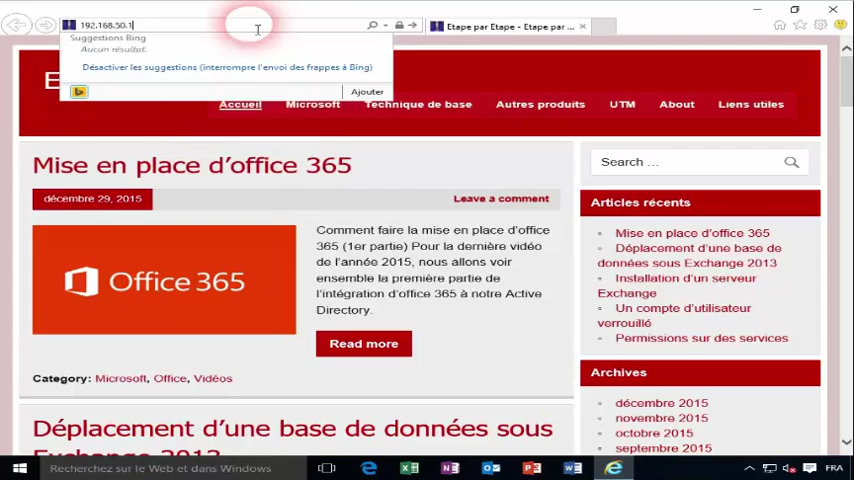 192.168.50.1
Etape par Etape - Etape par ...
Suggestions Bing
Aucun résultat.
Désactiver les suggestions (interrompre l'envoi des frappes à Bing)
Ajouter
E
Accueil
Microsoft
Technique de base
Autres produits
UTM
About
Liens utiles
Mise en place d'office 365
décembre 29, 2015
Leave a comment
Office 365
Comment faire la mise en place d'office
365 (1er partie) Pour la dernière vidéo
de l'année 2015, nous allons voir
ensemble la première partie de
l'intégration d'office 365 à notre Active
Directory.
Read more
Category: Microsoft, Office, Vidéos
Déplacement d'une base de données sous
Exchange 2013
Search ...
Articles récents
Mise en place d'office 365
Déplacement d'une base de
données sous Exchange 2013
Installation d'un serveur
Exchange
Un compte d'utilisateur
verrouillé
Permissions sur des services
Archives
décembre 2015
novembre 2015
octobre 2015
septembre 2015
Recherchez sur le Web et dans Windows
FRA